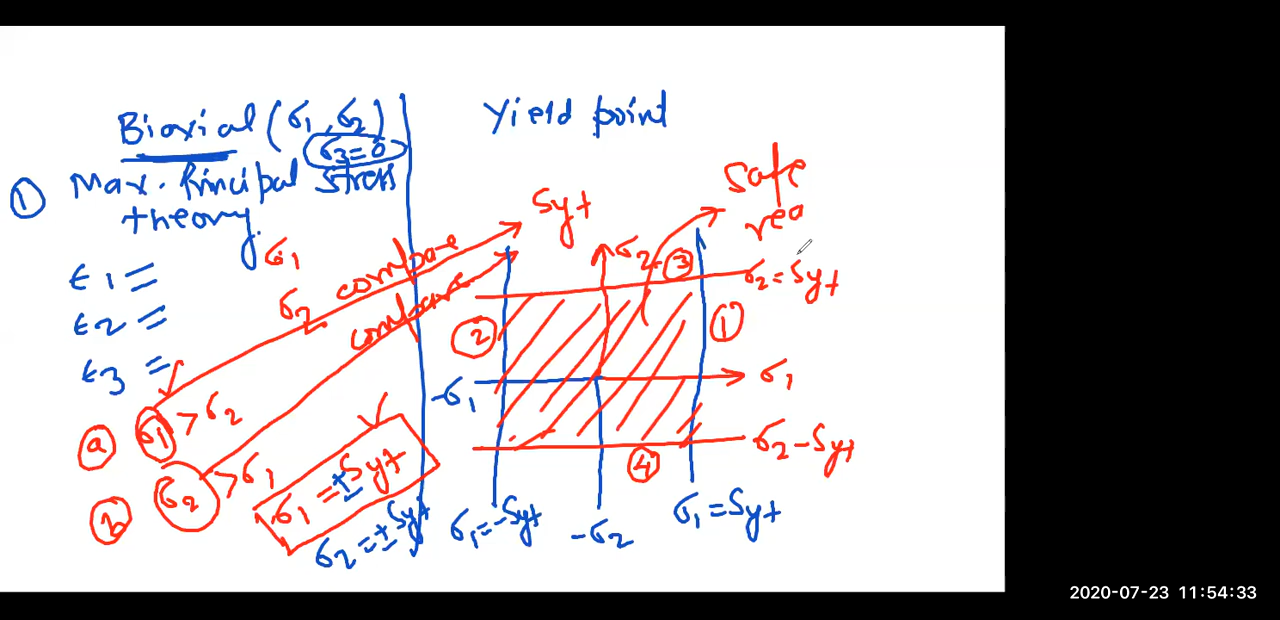 Biaxial (σ1, σ2)
σ3=0
① Max. Principal stress
theory.
ϵ1 =
ϵ2 =
ϵ3 =
σ1
σ2
compare
compare
Syt
ⓐ σ1 > σ2
ⓑ σ2 > σ1
σ1 = ±Syt
σ2 = ±Syt
Yield point
Safe
rea
σ2
③
σ2=Syt
②
①
-σ1
σ1
σ2-Syt
④
σ1=-Syt
-σ2
σ1=Syt
2020-07-23 11:54:33